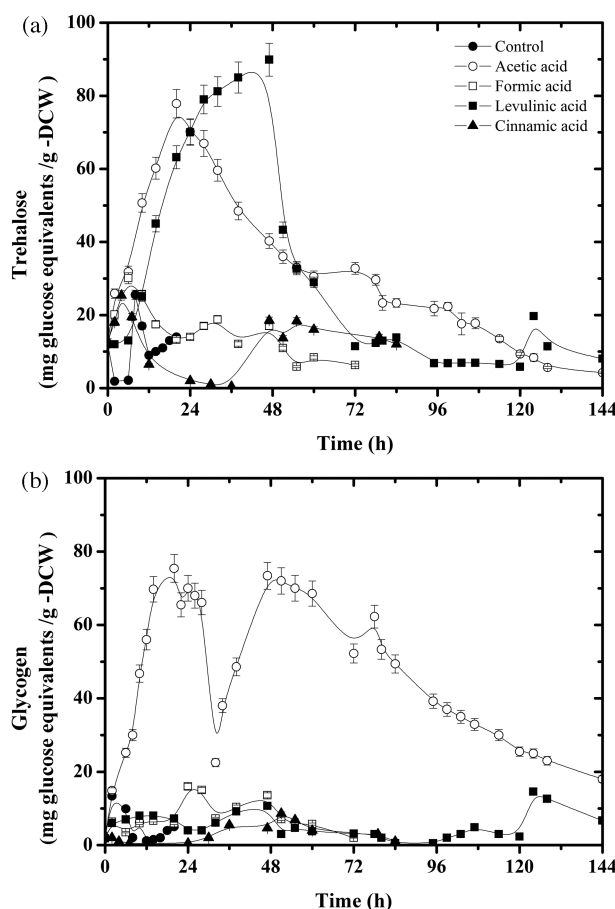 (a)
100
80
60
40
20
0
Trehalose
(mg glucose equivalents /g -DCW)
Control
Acetic acid
Formic acid
Levulinic acid
Cinnamic acid
0 24 48 72 96 120 144
Time (h)
(b)
100
80
60
40
20
0
Glycogen
(mg glucose equivalents /g -DCW)
0 24 48 72 96 120 144
Time (h)